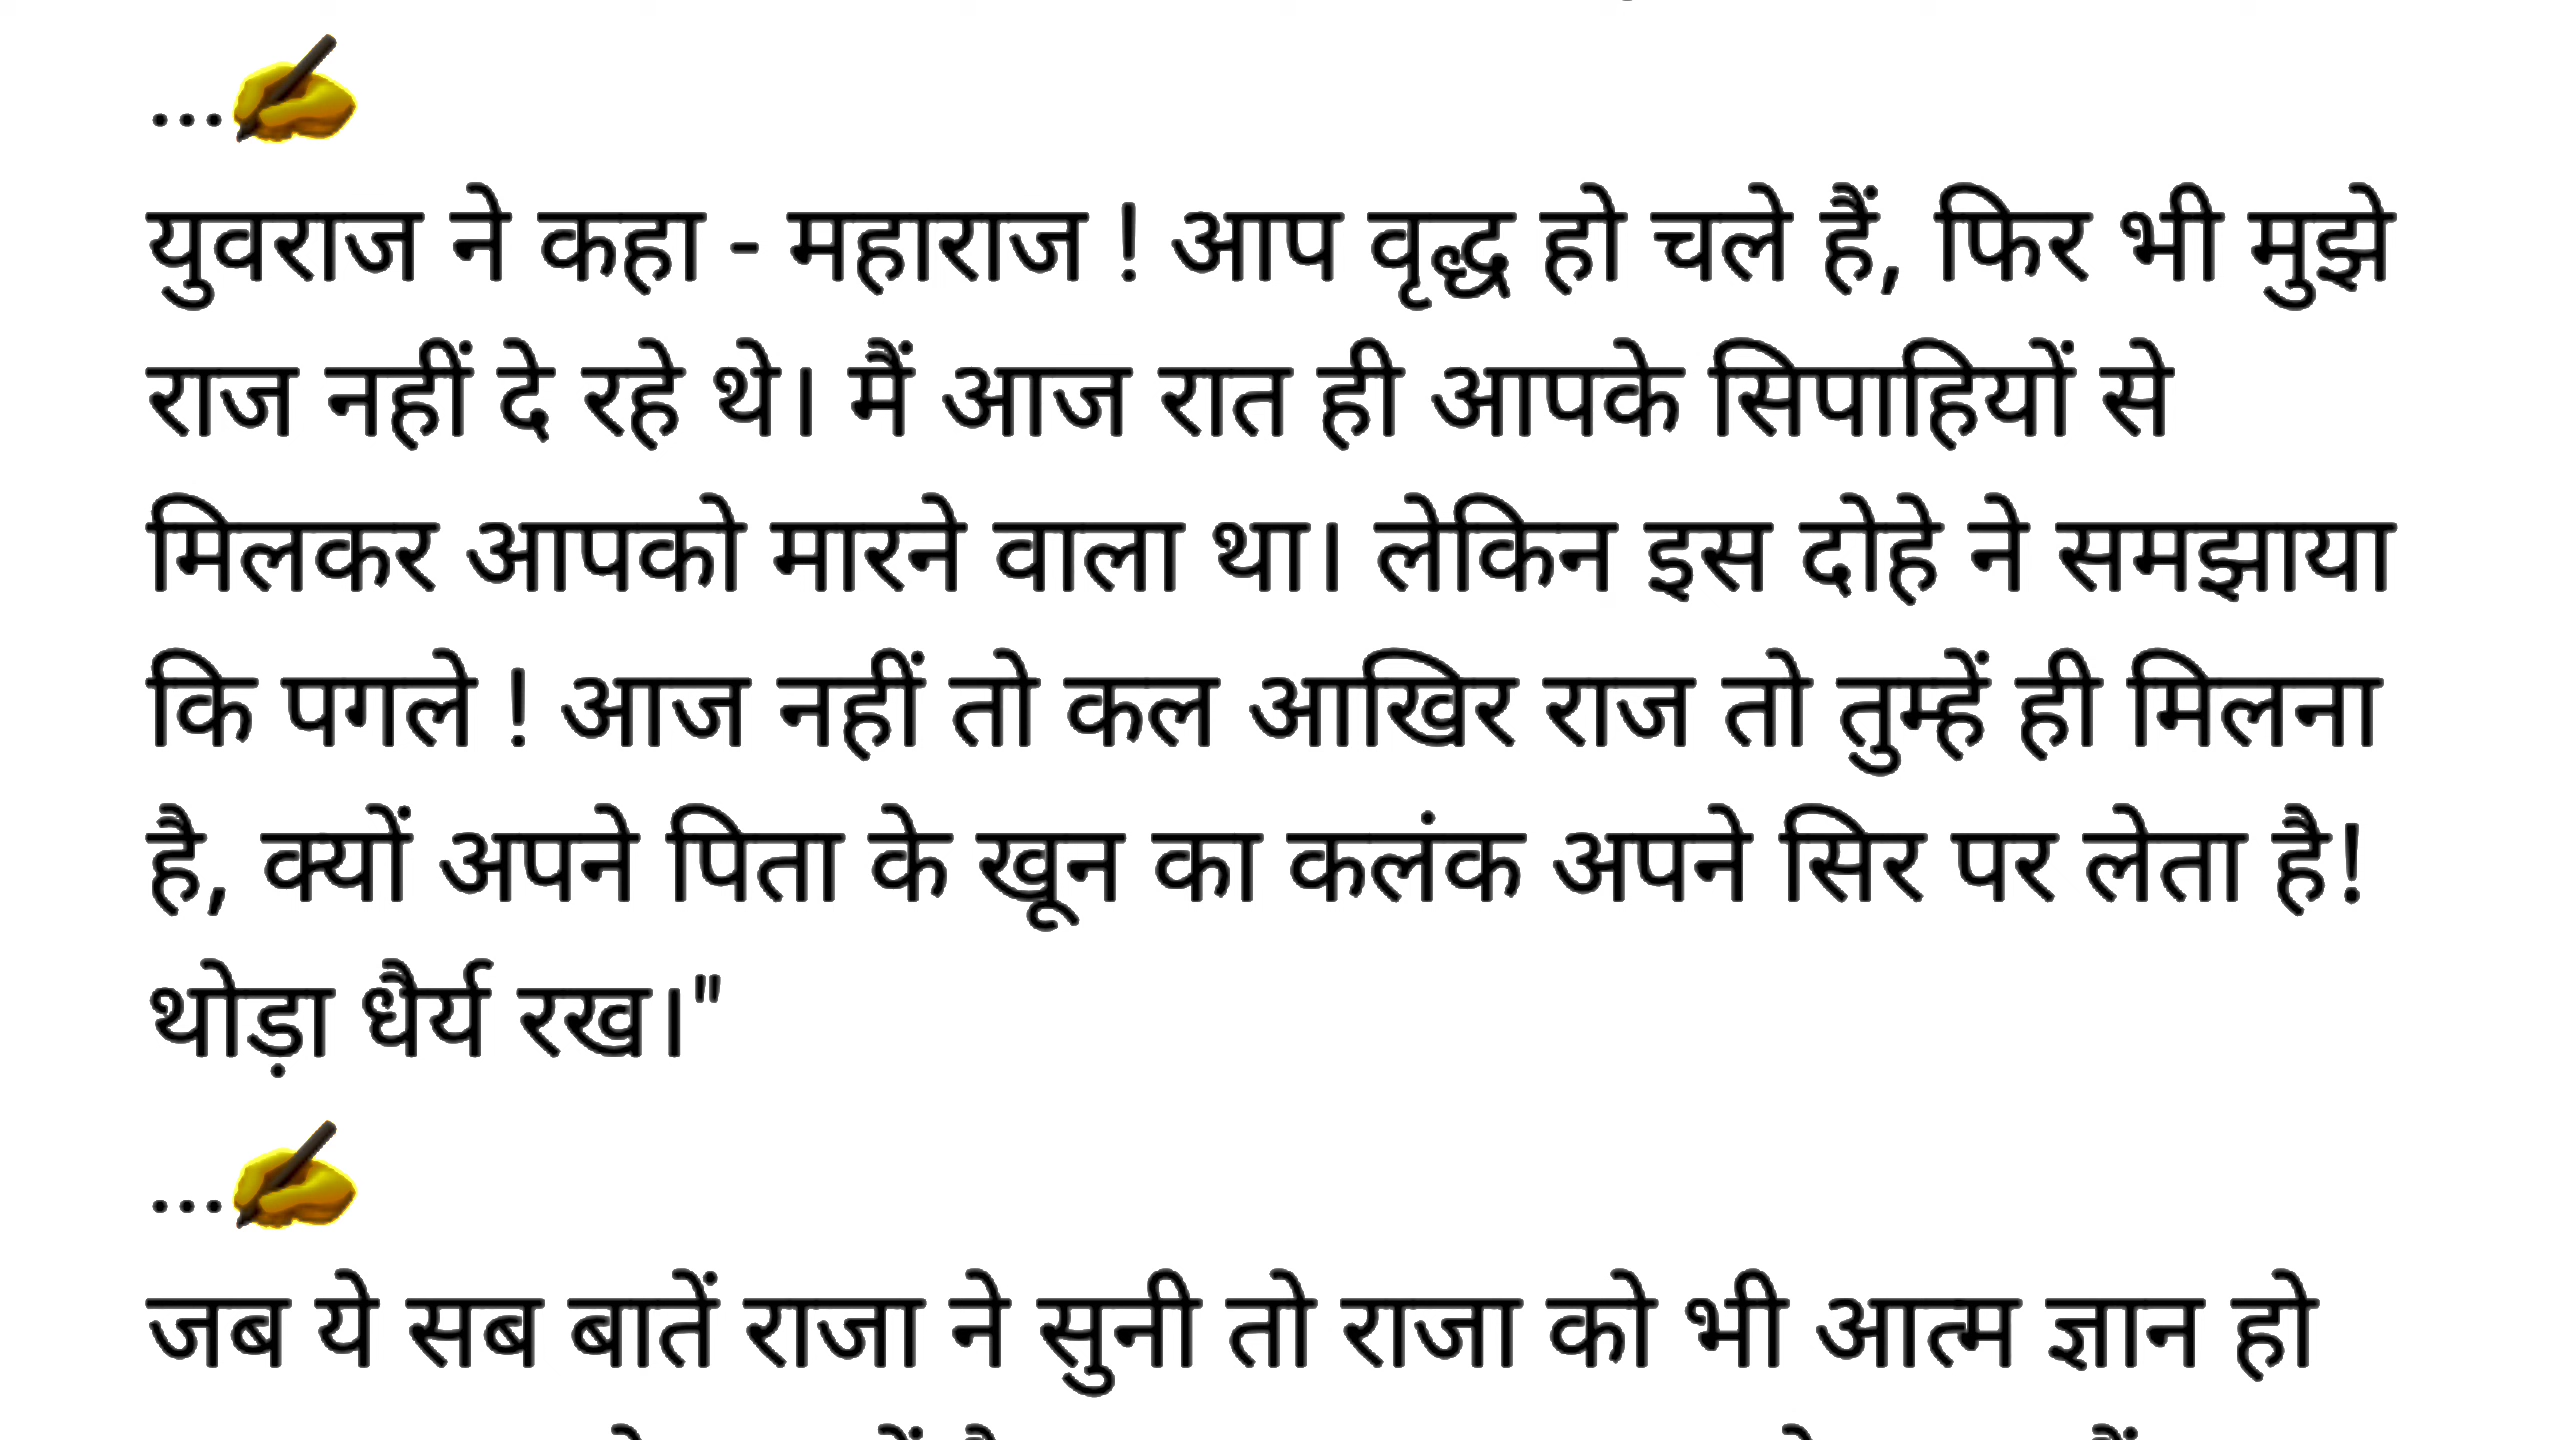 ...✍️
युवराज ने कहा - महाराज ! आप वृद्ध हो चले हैं, फिर भी मुझे
राज नहीं दे रहे थे। मैं आज रात ही आपके सिपाहियों से
मिलकर आपको मारने वाला था। लेकिन इस दोहे ने समझाया
कि पगले ! आज नहीं तो कल आखिर राज तो तुम्हें ही मिलना
है, क्यों अपने पिता के खून का कलंक अपने सिर पर लेता है!
थोड़ा धैर्य रख।"
...✍️
जब ये सब बातें राजा ने सुनी तो राजा को भी आत्म ज्ञान हो